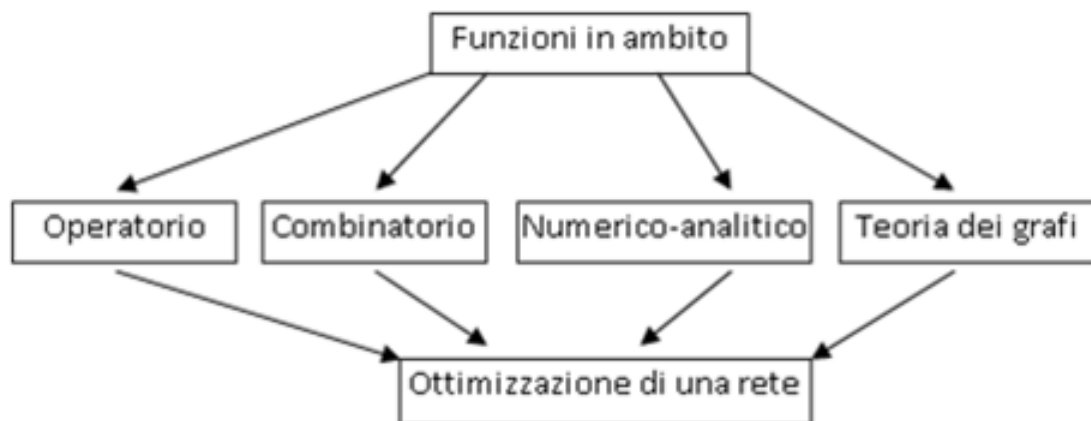 Funzioni in ambito
Operatorio
Combinatorio
Numerico-analitico
Teoria dei grafi
Ottimizzazione di una rete